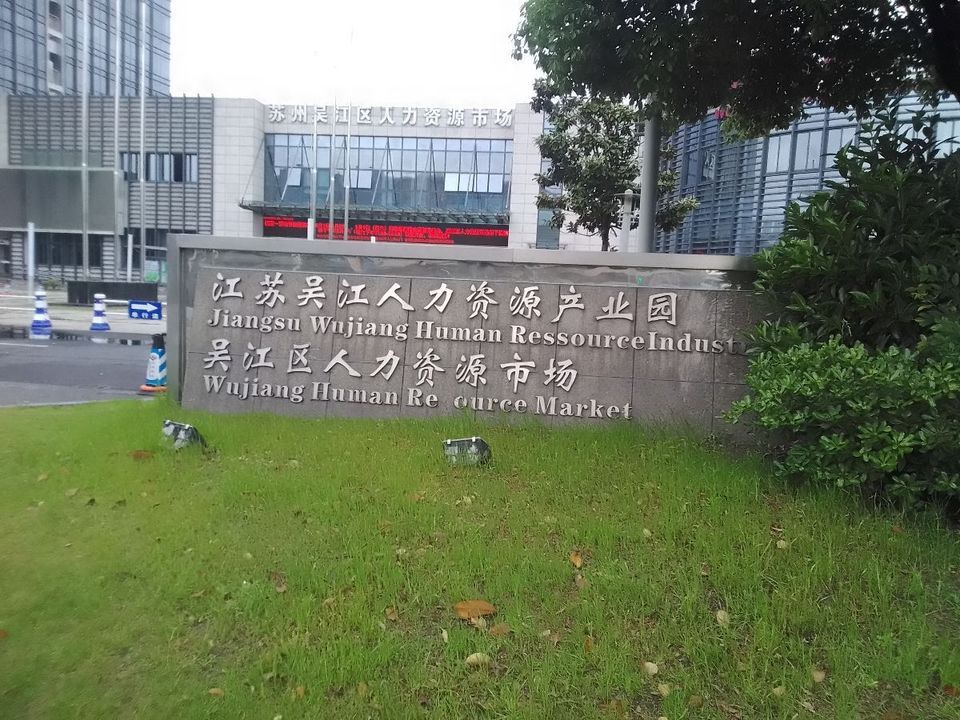 苏州吴江区人力资源市场
江苏吴江人力资源产业园
Jiangsu Wujiang Human Ressource Indust
吴江区人力资源市场
Wujiang Human Re ource Market